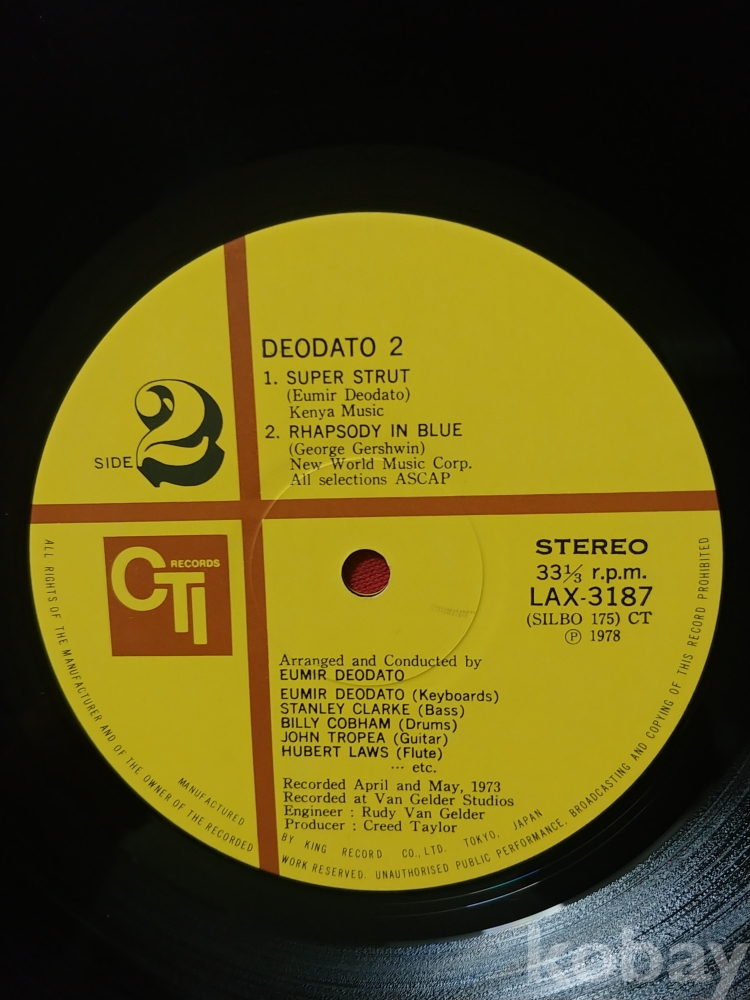 DEODATO 2
1. SUPER STRUT
(Eumir Deodato)
Kenya Music
2. RHAPSODY IN BLUE
(George Gershwin)
New World Music Corp.
All selections ASCAP
SIDE 2
CTI RECORDS
STEREO
33⅓ r.p.m.
LAX-3187
(SILBO 175) CT
Ⓟ 1978
Arranged and Conducted by
EUMIR DEODATO
EUMIR DEODATO (Keyboards)
STANLEY CLARKE (Bass)
BILLY COBHAM (Drums)
JOHN TROPEA (Guitar)
HUBERT LAWS (Flute)
… etc.
Recorded April and May, 1973
Recorded at Van Gelder Studios
Engineer : Rudy Van Gelder
Producer : Creed Taylor
MANUFACTURED BY KING RECORD CO., LTD. TOKYO, JAPAN
ALL RIGHTS OF THE MANUFACTURER AND OF THE OWNER OF THE RECORDED WORK RESERVED. UNAUTHORISED PUBLIC PERFORMANCE, BROADCASTING AND COPYING OF THIS RECORD PROHIBITED
kobay